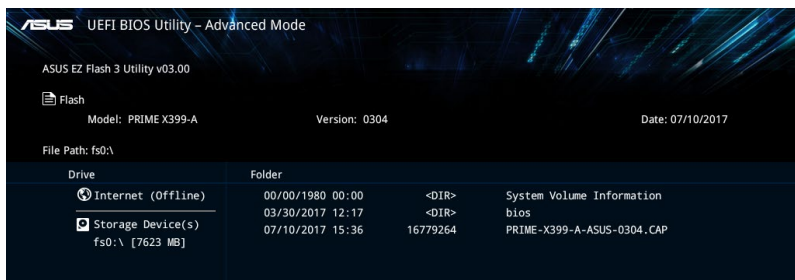 ASUS UEFI BIOS Utility – Advanced Mode
ASUS EZ Flash 3 Utility v03.00
Flash
Model: PRIME X399-A Version: 0304 Date: 07/10/2017
File Path: fs0:\
Drive Folder
Internet (Offline) 00/00/1980 00:00 <DIR> System Volume Information
03/30/2017 12:17 <DIR> bios
Storage Device(s) 07/10/2017 15:36 16779264 PRIME-X399-A-ASUS-0304.CAP
fs0:\ [7623 MB]